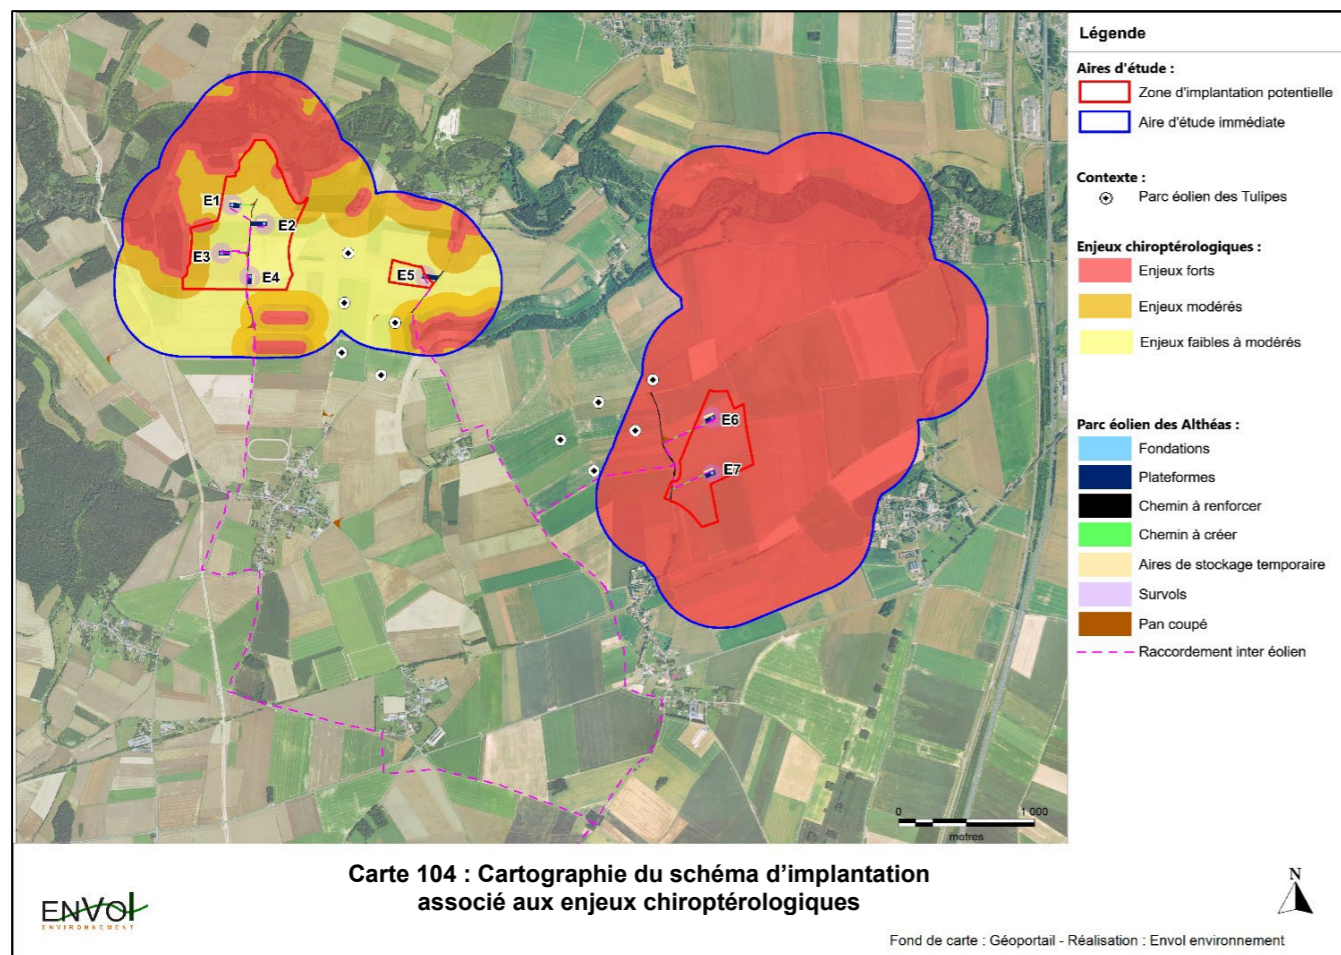 E1
E2
E3
E4
E5
E6
E7
0 1 000
metres
Légende
Aires d'étude :
Zone d'implantation potentielle
Aire d'étude immédiate
Contexte :
Parc éolien des Tulipes
Enjeux chiroptérologiques :
Enjeux forts
Enjeux modérés
Enjeux faibles à modérés
Parc éolien des Althéas :
Fondations
Plateformes
Chemin à renforcer
Chemin à créer
Aires de stockage temporaire
Survols
Pan coupé
Raccordement inter éolien
Carte 104 : Cartographie du schéma d'implantation
associé aux enjeux chiroptérologiques
ENVOl
ENVIRONNEMENT
N
Fond de carte : Géoportail - Réalisation : Envol environnement